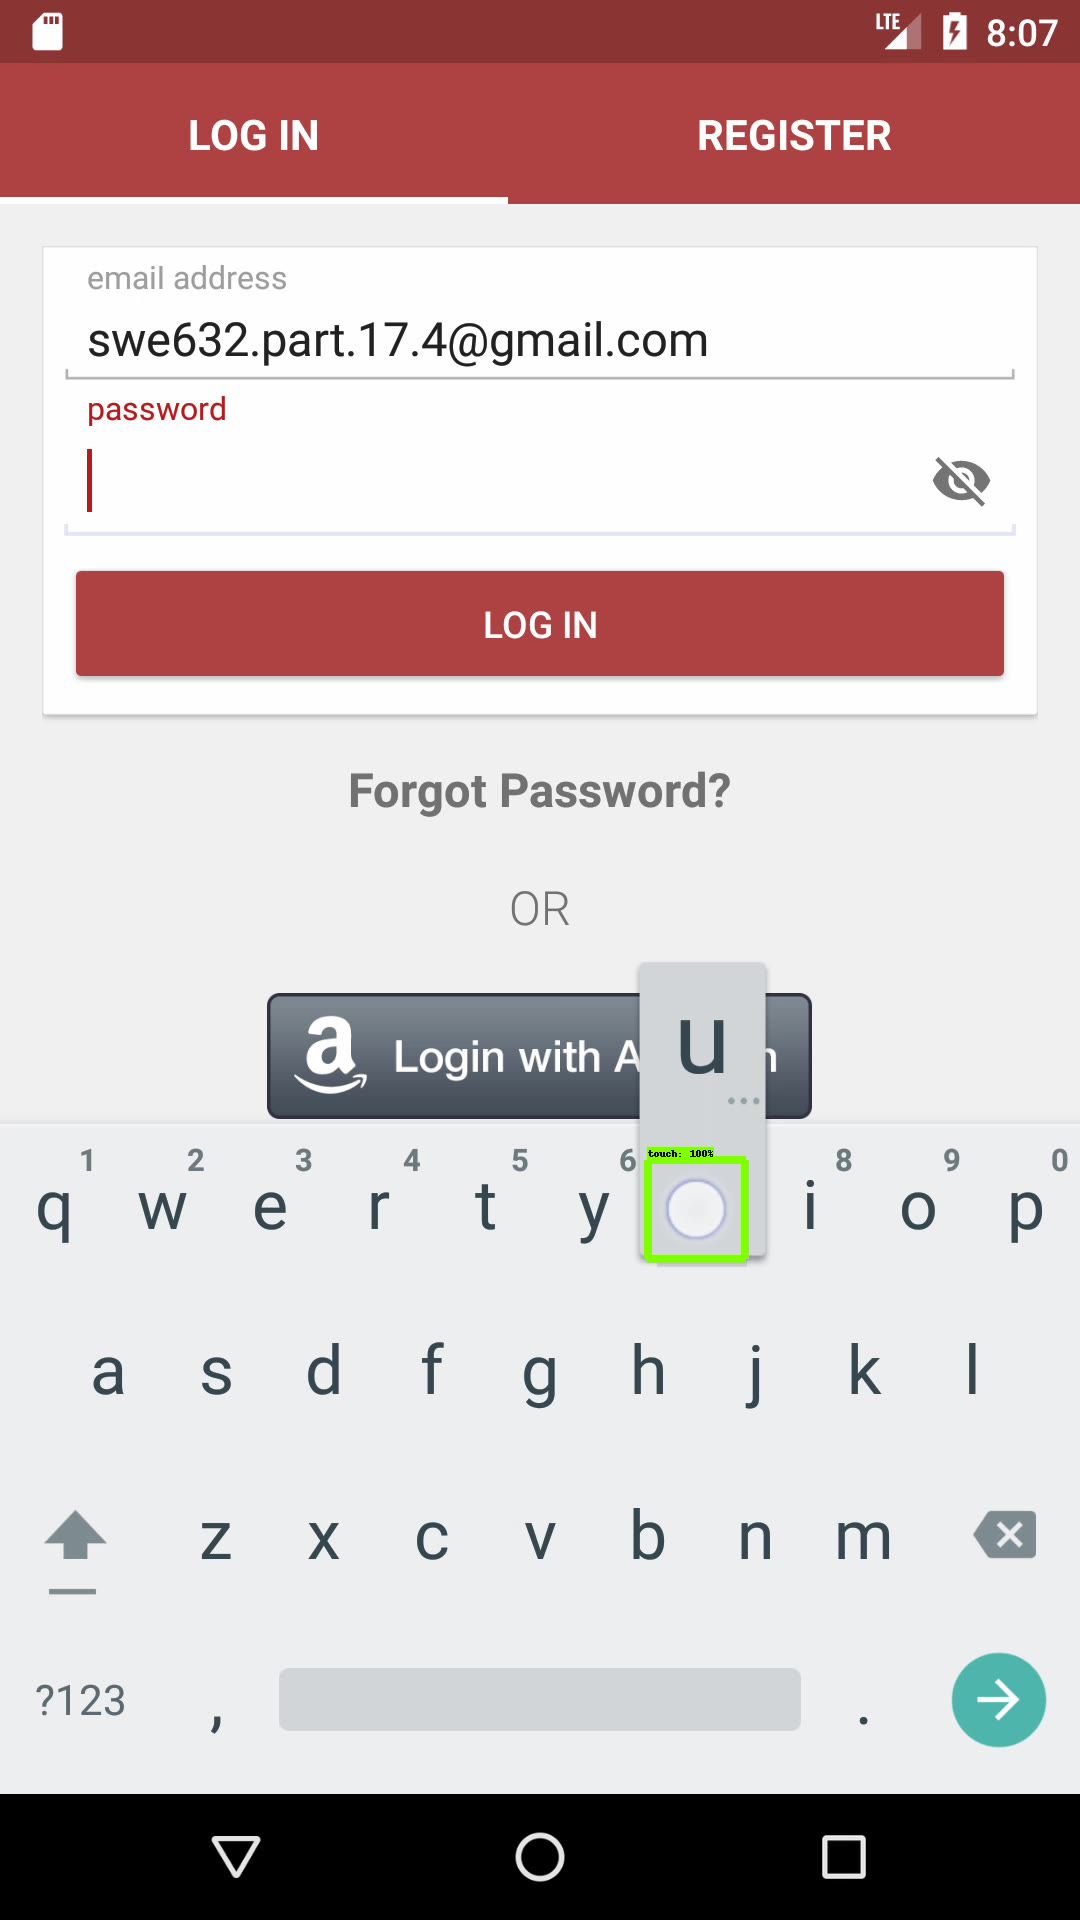 LTE 8:07
LOG IN REGISTER
email address
swe632.part.17.4@gmail.com
password
LOG IN
Forgot Password?
OR
a Login with A n
u
...
touch: 100%
1 2 3 4 5 6 8 9 0
q w e r t y i o p
a s d f g h j k l
z x c v b n m
?123 , .